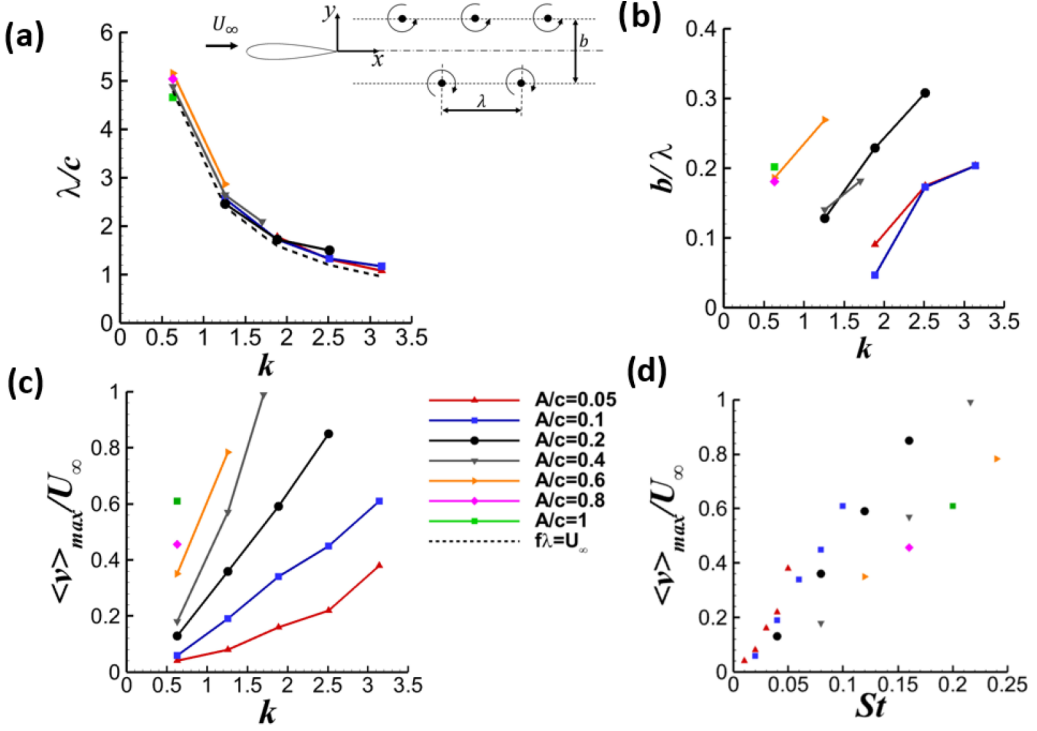 (a)
U∞
y
x
b
λ
λ/c
6
5
4
3
2
1
0
0 0.5 1 1.5 2 2.5 3 3.5
k
(b)
b/λ
0.4
0.3
0.2
0.1
0
0 0.5 1 1.5 2 2.5 3 3.5
k
(c)
<v>max/U∞
1
0.8
0.6
0.4
0.2
0
0 0.5 1 1.5 2 2.5 3 3.5
k
A/c=0.05
A/c=0.1
A/c=0.2
A/c=0.4
A/c=0.6
A/c=0.8
A/c=1
fλ=U∞
(d)
<v>max/U∞
1
0.8
0.6
0.4
0.2
0
0 0.05 0.1 0.15 0.2 0.25
St